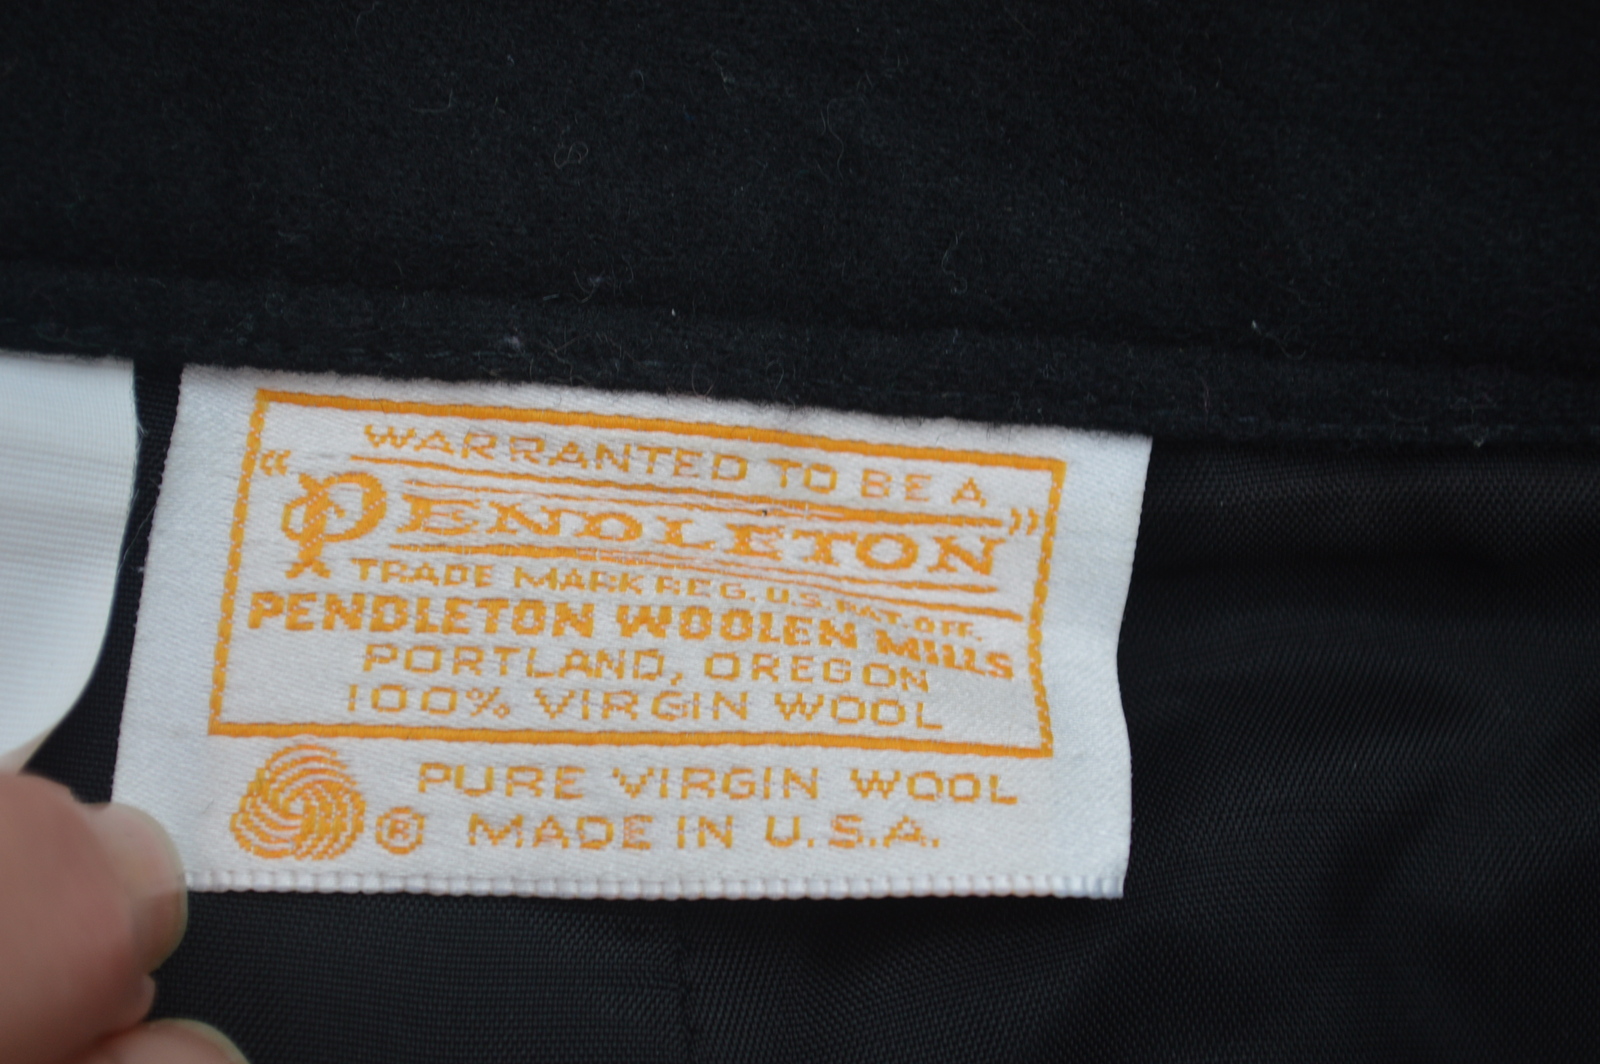 WARRANTED TO BE A
"PENDLETON"
TRADE MARK REG. U.S. PAT. OFF.
PENDLETON WOOLEN MILLS
PORTLAND, OREGON
100% VIRGIN WOOL
PURE VIRGIN WOOL
® MADE IN U.S.A.